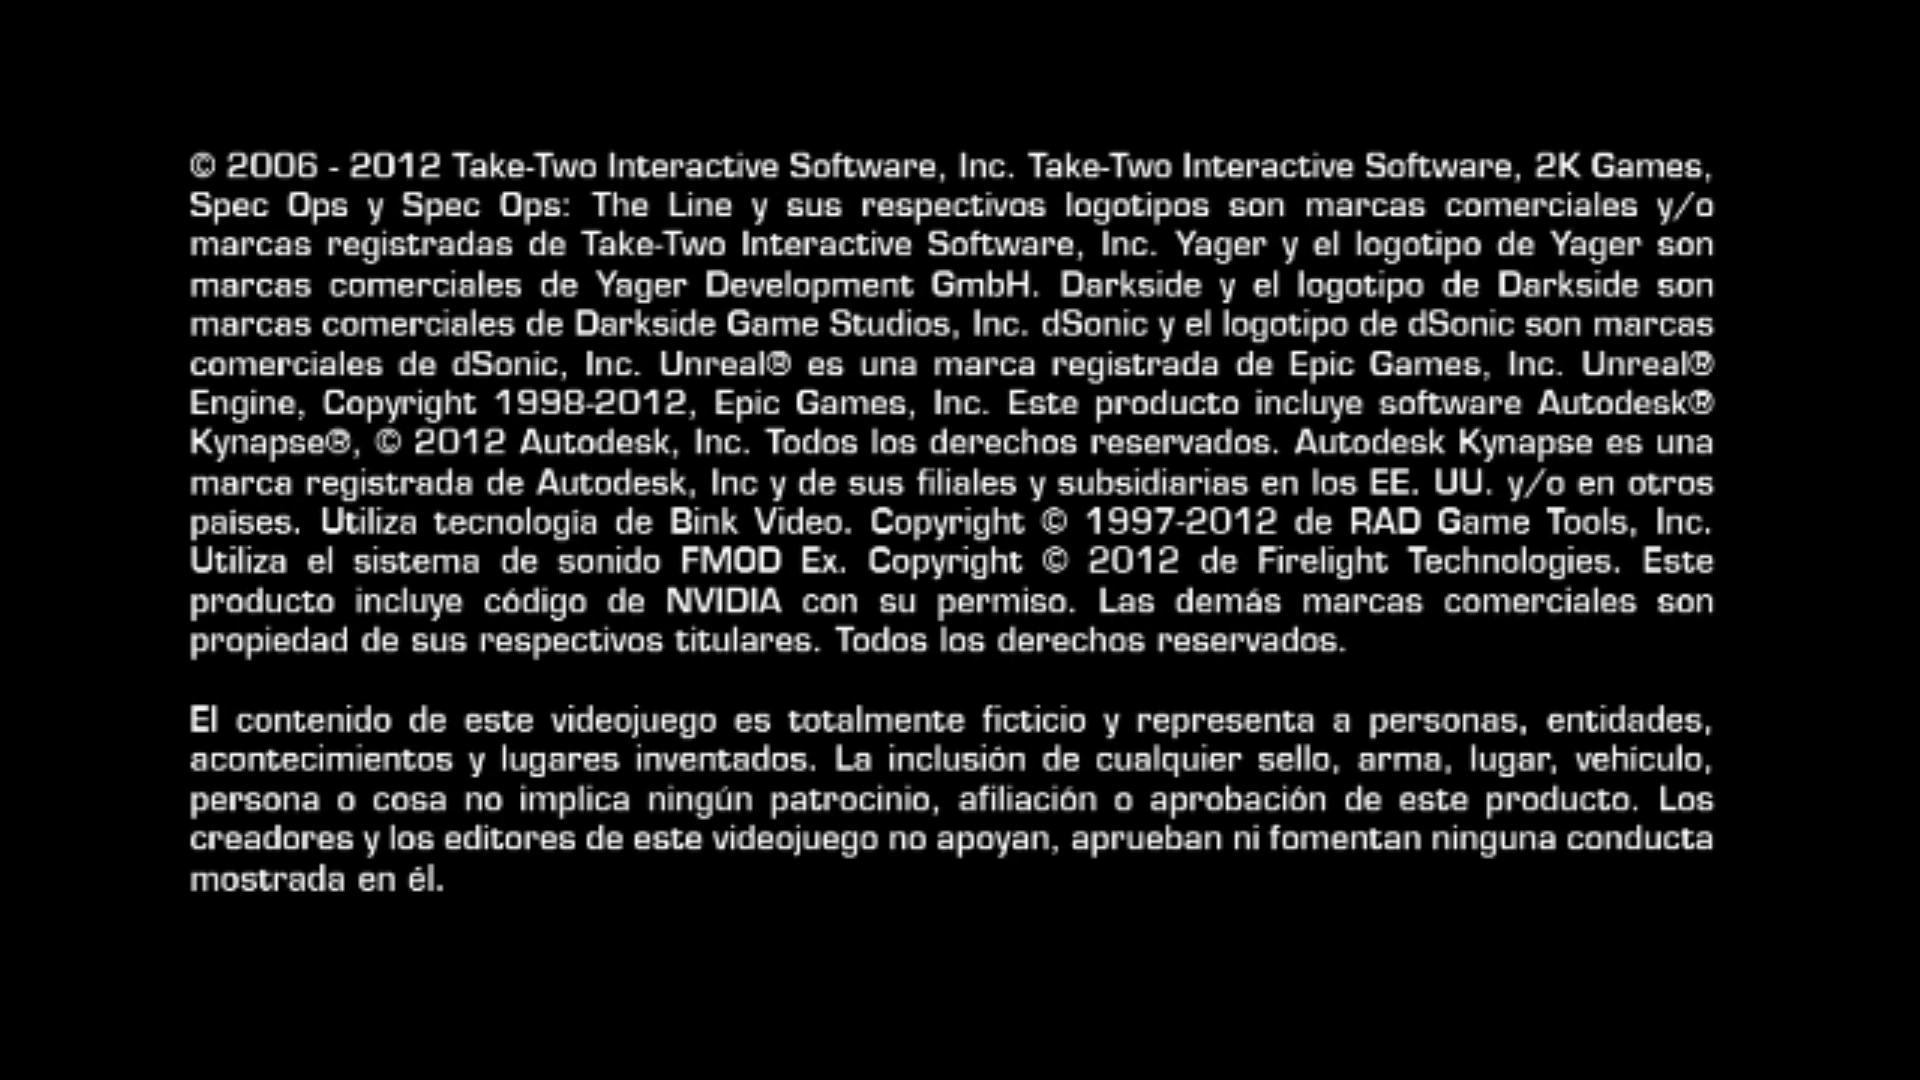 © 2006 - 2012 Take-Two Interactive Software, Inc. Take-Two Interactive Software, 2K Games,
Spec Ops y Spec Ops: The Line y sus respectivos logotipos son marcas comerciales y/o
marcas registradas de Take-Two Interactive Software, Inc. Yager y el logotipo de Yager son
marcas comerciales de Yager Development GmbH. Darkside y el logotipo de Darkside son
marcas comerciales de Darkside Game Studios, Inc. dSonic y el logotipo de dSonic son marcas
comerciales de dSonic, Inc. Unreal® es una marca registrada de Epic Games, Inc. Unreal®
Engine, Copyright 1998-2012, Epic Games, Inc. Este producto incluye software Autodesk®
Kynapse®, © 2012 Autodesk, Inc. Todos los derechos reservados. Autodesk Kynapse es una
marca registrada de Autodesk, Inc y de sus filiales y subsidiarias en los EE. UU. y/o en otros
países. Utiliza tecnología de Bink Video. Copyright © 1997-2012 de RAD Game Tools, Inc.
Utiliza el sistema de sonido FMOD Ex. Copyright © 2012 de Firelight Technologies. Este
producto incluye código de NVIDIA con su permiso. Las demás marcas comerciales son
propiedad de sus respectivos titulares. Todos los derechos reservados.
El contenido de este videojuego es totalmente ficticio y representa a personas, entidades,
acontecimientos y lugares inventados. La inclusión de cualquier sello, arma, lugar, vehículo,
persona o cosa no implica ningún patrocinio, afiliación o aprobación de este producto. Los
creadores y los editores de este videojuego no apoyan, aprueban ni fomentan ninguna conducta
mostrada en él.